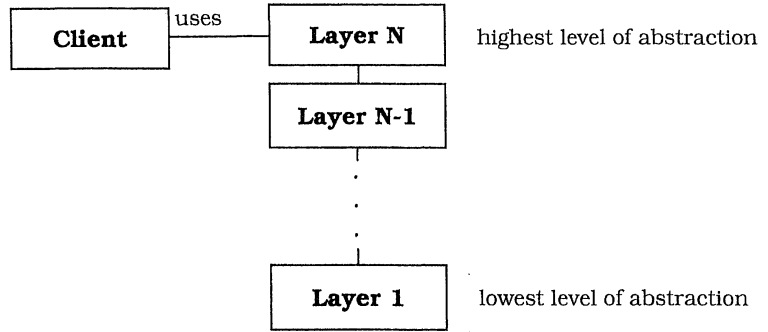 uses
Client
Layer N
highest level of abstraction
Layer N-1
Layer 1
lowest level of abstraction